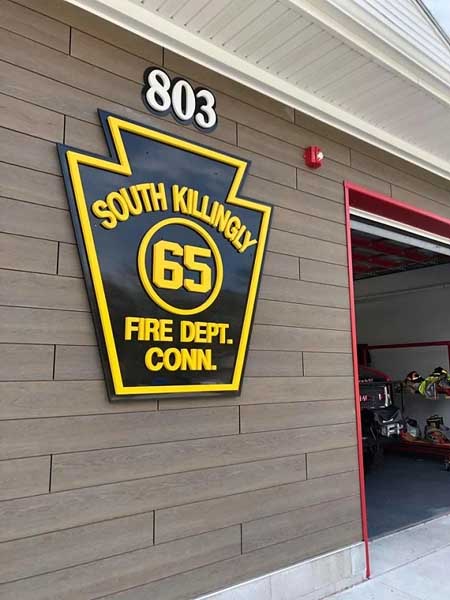 803
SOUTH KILLINGLY
65
FIRE DEPT.
CONN.